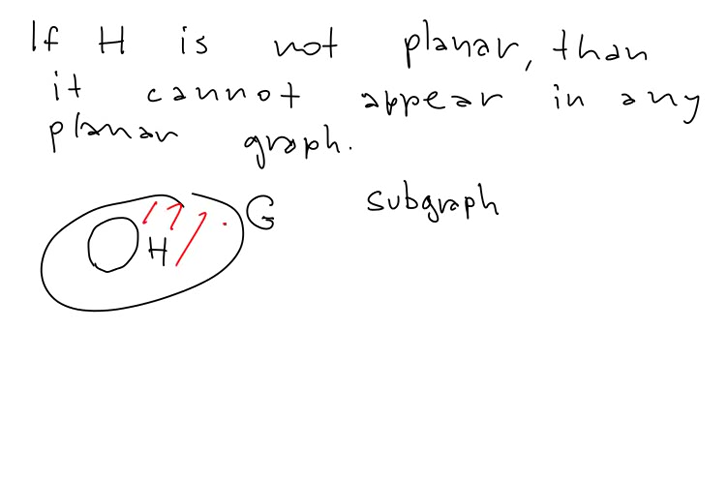 If H is not planar, than
it cannot appear in any
planar graph.
G subgraph
H